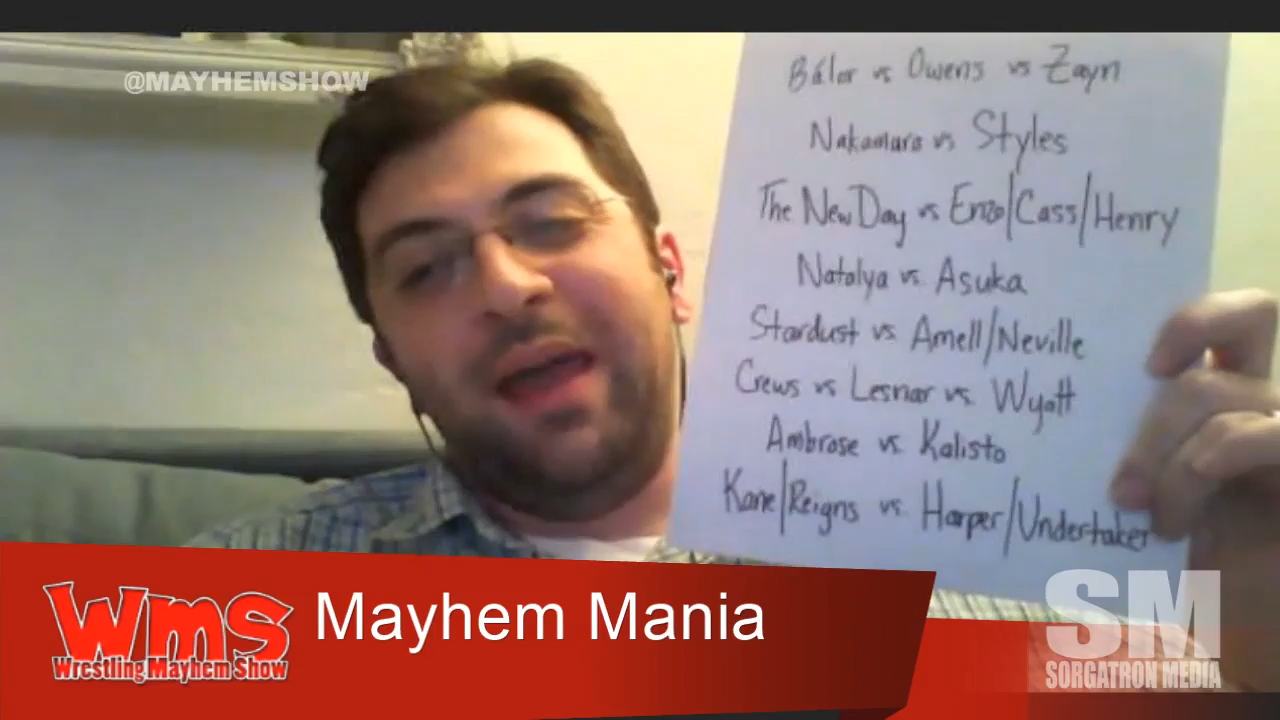 @MAYHEMSHOW
Bálor vs Owens vs Zayn
Nakamara vs Styles
The New Day vs Enzo/Cass/Henry
Natalya vs. Asuka
Stardust vs Amell/Neville
Crews vs Lesnar vs. Wyatt
Ambrose vs. Kalisto
Kane/Reigns vs. Harper/Undertaker
Wms
Wrestling Mayhem Show
Mayhem Mania
SM
SORGATRON MEDIA